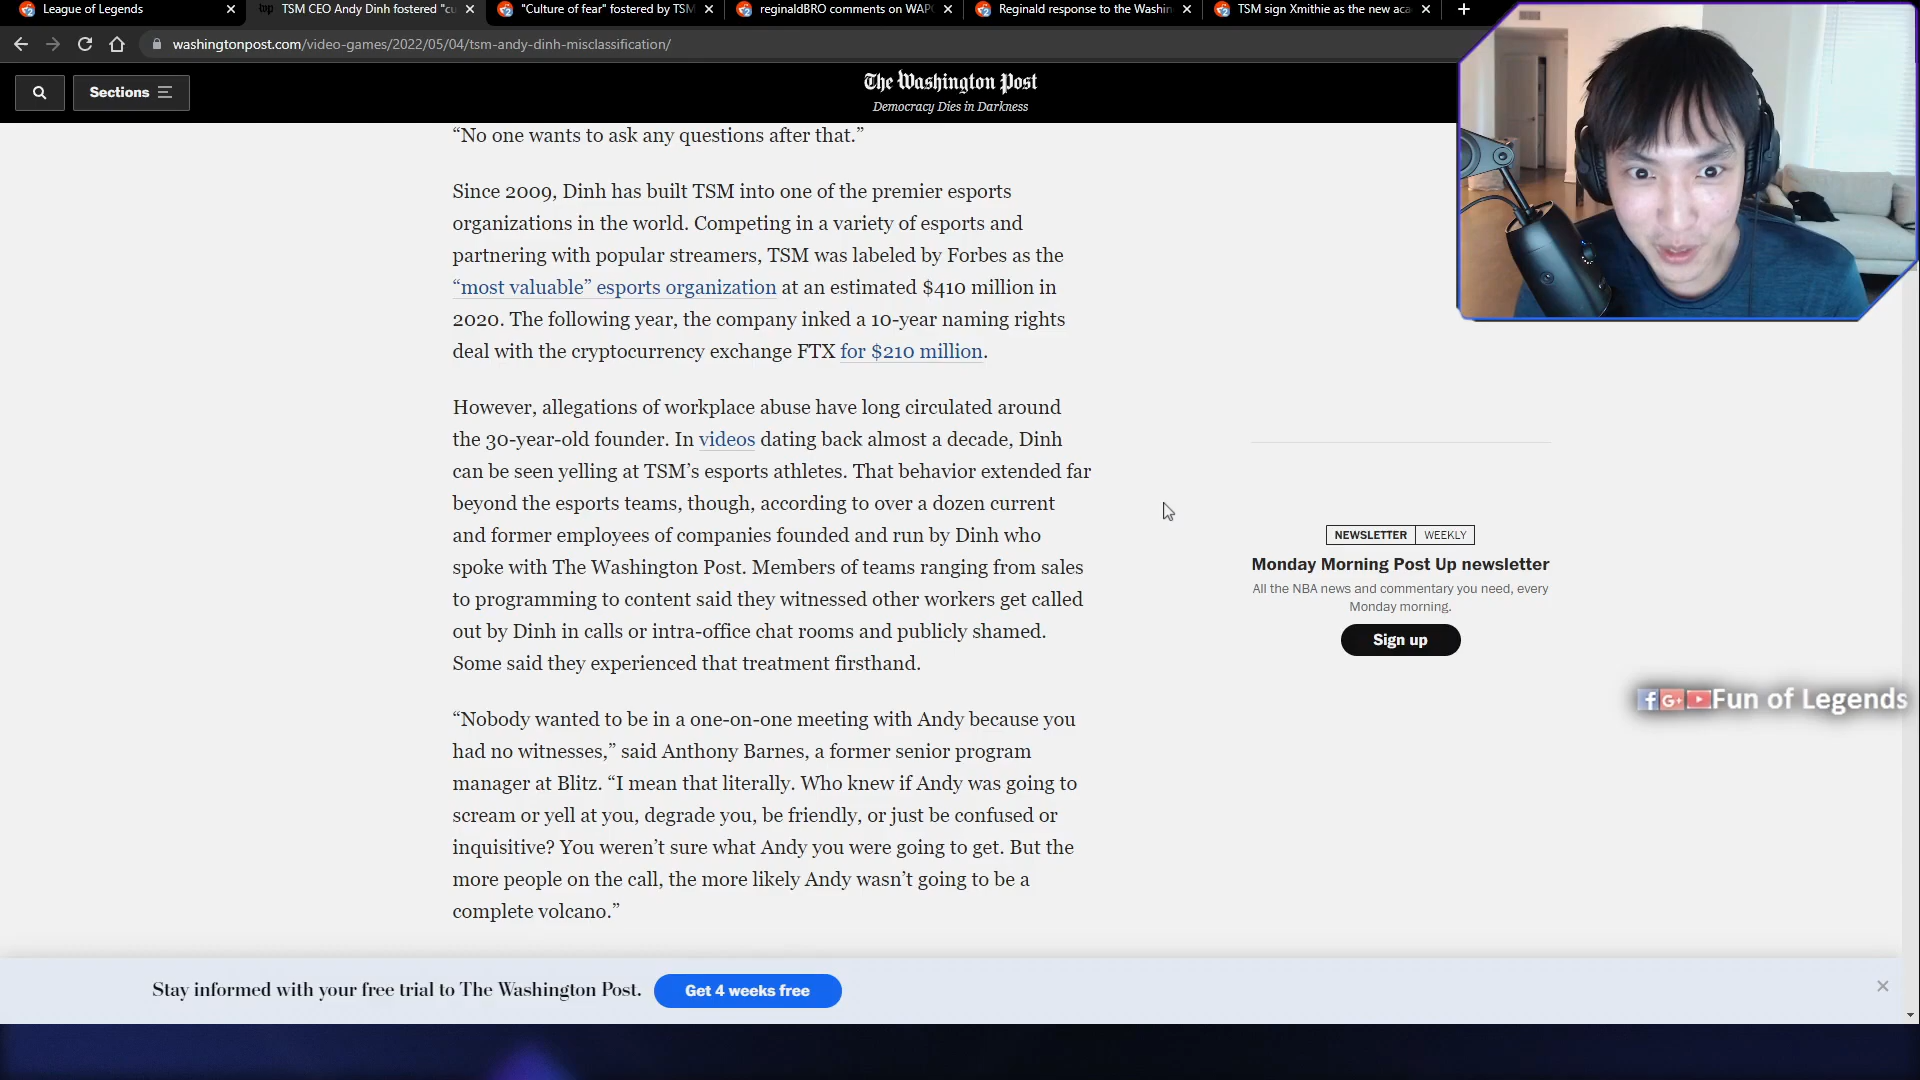 League of Legends
TSM CEO Andy Dinh fostered "cu
"Culture of fear" fostered by TSM
reginaldBRO comments on WAPO
Reginald response to the Washin
TSM sign Xmithie as the new aca
washingtonpost.com/video-games/2022/05/04/tsm-andy-dinh-misclassification/
Sections
The Washington Post
Democracy Dies in Darkness
“No one wants to ask any questions after that.”
Since 2009, Dinh has built TSM into one of the premier esports
organizations in the world. Competing in a variety of esports and
partnering with popular streamers, TSM was labeled by Forbes as the
“most valuable” esports organization at an estimated $410 million in
2020. The following year, the company inked a 10-year naming rights
deal with the cryptocurrency exchange FTX for $210 million.
However, allegations of workplace abuse have long circulated around
the 30-year-old founder. In videos dating back almost a decade, Dinh
can be seen yelling at TSM’s esports athletes. That behavior extended far
beyond the esports teams, though, according to over a dozen current
and former employees of companies founded and run by Dinh who
spoke with The Washington Post. Members of teams ranging from sales
to programming to content said they witnessed other workers get called
out by Dinh in calls or intra-office chat rooms and publicly shamed.
Some said they experienced that treatment firsthand.
“Nobody wanted to be in a one-on-one meeting with Andy because you
had no witnesses,” said Anthony Barnes, a former senior program
manager at Blitz. “I mean that literally. Who knew if Andy was going to
scream or yell at you, degrade you, be friendly, or just be confused or
inquisitive? You weren’t sure what Andy you were going to get. But the
more people on the call, the more likely Andy wasn’t going to be a
complete volcano.”
NEWSLETTER WEEKLY
Monday Morning Post Up newsletter
All the NBA news and commentary you need, every
Monday morning.
Sign up
Fun of Legends
Stay informed with your free trial to The Washington Post.
Get 4 weeks free